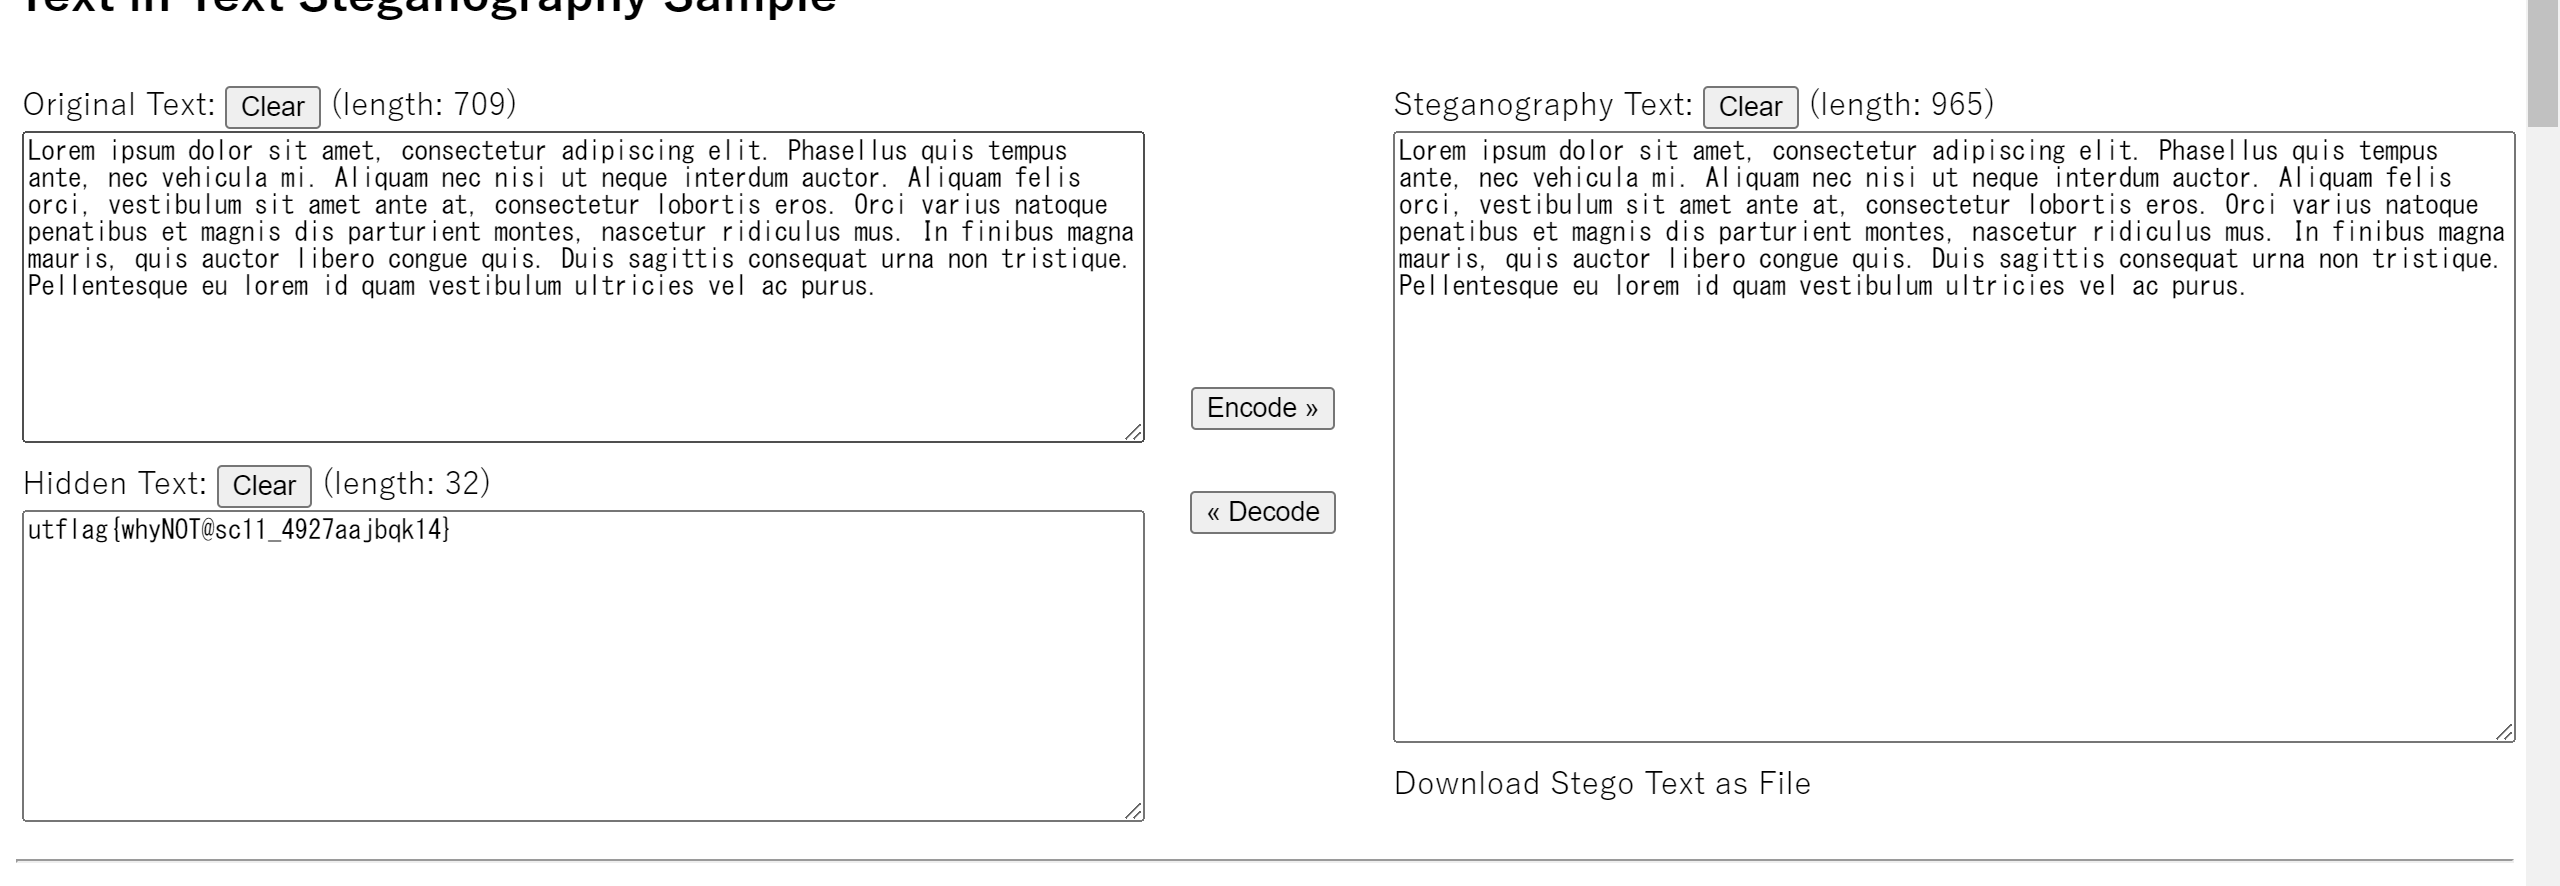 Text in Text Steganography Sample
Original Text: Clear (length: 709)
Lorem ipsum dolor sit amet, consectetur adipiscing elit. Phasellus quis tempus
ante, nec vehicula mi. Aliquam nec nisi ut neque interdum auctor. Aliquam felis
orci, vestibulum sit amet ante at, consectetur lobortis eros. Orci varius natoque
penatibus et magnis dis parturient montes, nascetur ridiculus mus. In finibus magna
mauris, quis auctor libero congue quis. Duis sagittis consequat urna non tristique.
Pellentesque eu lorem id quam vestibulum ultricies vel ac purus.
Hidden Text: Clear (length: 32)
utflag{whyNOT@sc11_4927aajbqk14}
Encode »
« Decode
Steganography Text: Clear (length: 965)
Lorem ipsum dolor sit amet, consectetur adipiscing elit. Phasellus quis tempus
ante, nec vehicula mi. Aliquam nec nisi ut neque interdum auctor. Aliquam felis
orci, vestibulum sit amet ante at, consectetur lobortis eros. Orci varius natoque
penatibus et magnis dis parturient montes, nascetur ridiculus mus. In finibus magna
mauris, quis auctor libero congue quis. Duis sagittis consequat urna non tristique.
Pellentesque eu lorem id quam vestibulum ultricies vel ac purus.
Download Stego Text as File